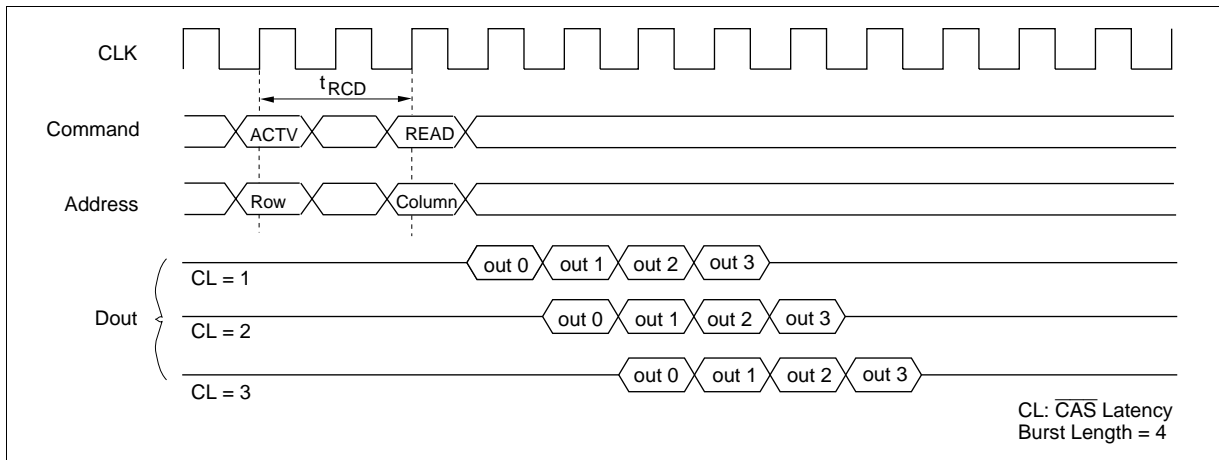 CLK
tRCD
Command ACTV READ
Address Row Column
out 0 out 1 out 2 out 3
CL = 1
Dout out 0 out 1 out 2 out 3
CL = 2
out 0 out 1 out 2 out 3
CL = 3
CL: C̅A̅S̅ Latency
Burst Length = 4